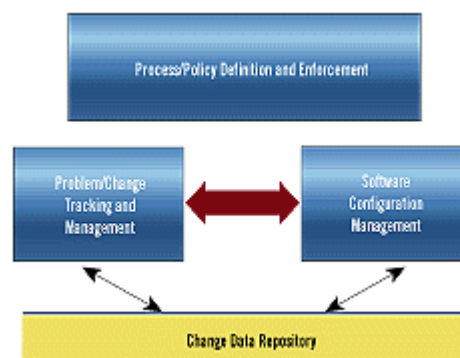 Process/Policy Definition and Enforcement
Problem/Change
Tracking and
Management
Software
Configuration
Management
Change Data Repository